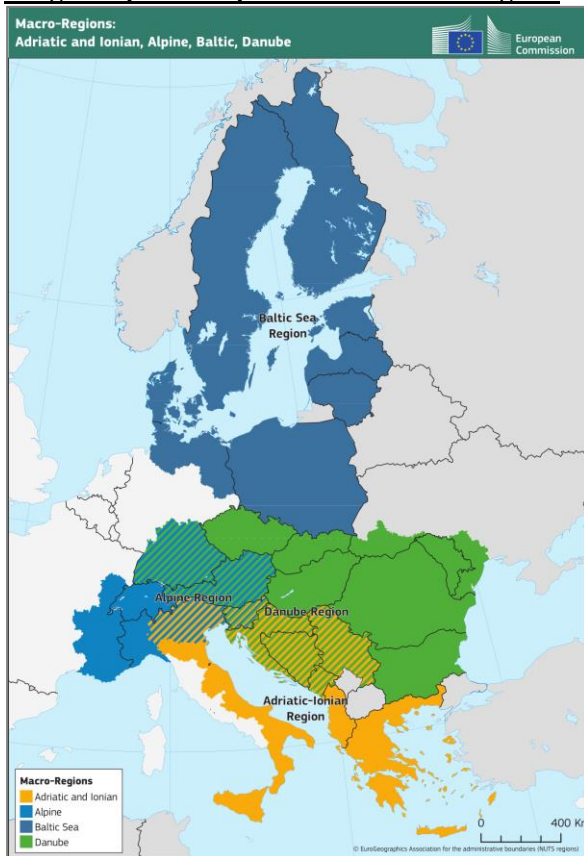 Macro-Regions:
Adriatic and Ionian, Alpine, Baltic, Danube
European
Commission
Baltic Sea
Region
Alpine Region
Danube Region
Adriatic-Ionian
Region
Macro-Regions
Adriatic and Ionian
Alpine
Baltic Sea
Danube
0 400 Km
© EuroGeographics Association for the administrative boundaries (NUTS regions)